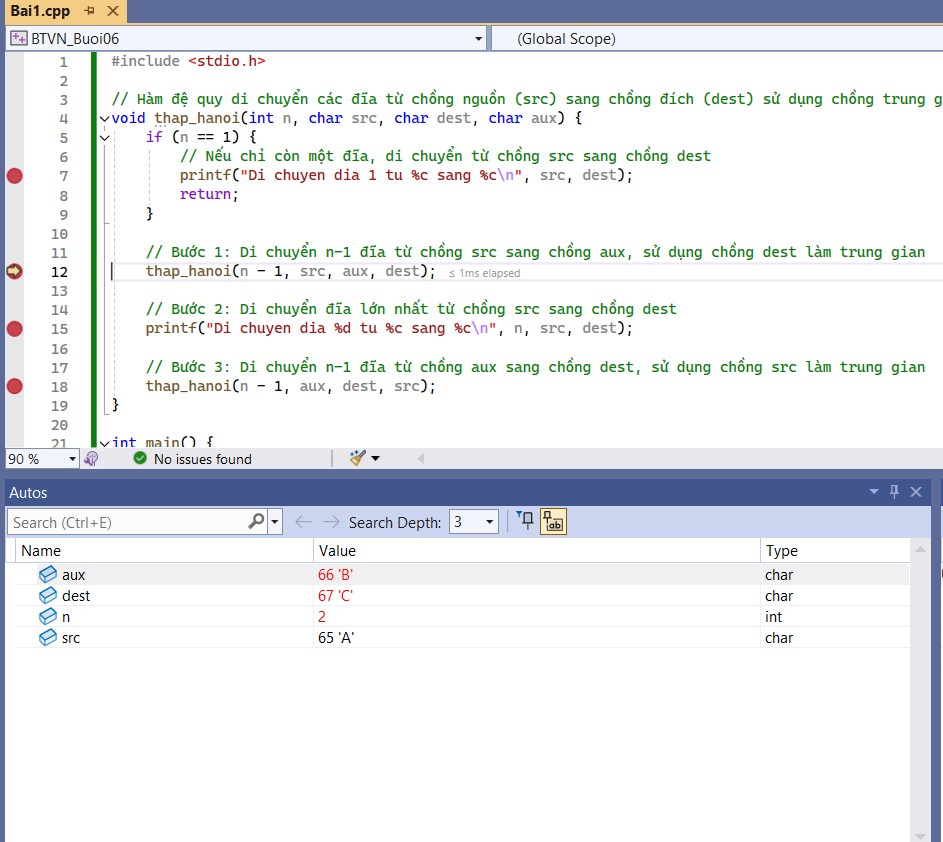 Bai1.cpp
BTVN_Buoi06 (Global Scope)
1 #include <stdio.h>
2
3 // Hàm đệ quy di chuyển các đĩa từ chồng nguồn (src) sang chồng đích (dest) sử dụng chồng trung g
4 void thap_hanoi(int n, char src, char dest, char aux) {
5 if (n == 1) {
6 // Nếu chỉ còn một đĩa, di chuyển từ chồng src sang chồng dest
7 printf("Di chuyen dia 1 tu %c sang %c\n", src, dest);
8 return;
9 }
10
11 // Bước 1: Di chuyển n-1 đĩa từ chồng src sang chồng aux, sử dụng chồng dest làm trung gian
12 thap_hanoi(n - 1, src, aux, dest); ≤ 1ms elapsed
13
14 // Bước 2: Di chuyển đĩa lớn nhất từ chồng src sang chồng dest
15 printf("Di chuyen dia %d tu %c sang %c\n", n, src, dest);
16
17 // Bước 3: Di chuyển n-1 đĩa từ chồng aux sang chồng dest, sử dụng chồng src làm trung gian
18 thap_hanoi(n - 1, aux, dest, src);
19 }
20
21 int main() {
90 % No issues found
Autos
Search (Ctrl+E) Search Depth: 3
Name Value Type
aux 66 'B' char
dest 67 'C' char
n 2 int
src 65 'A' char